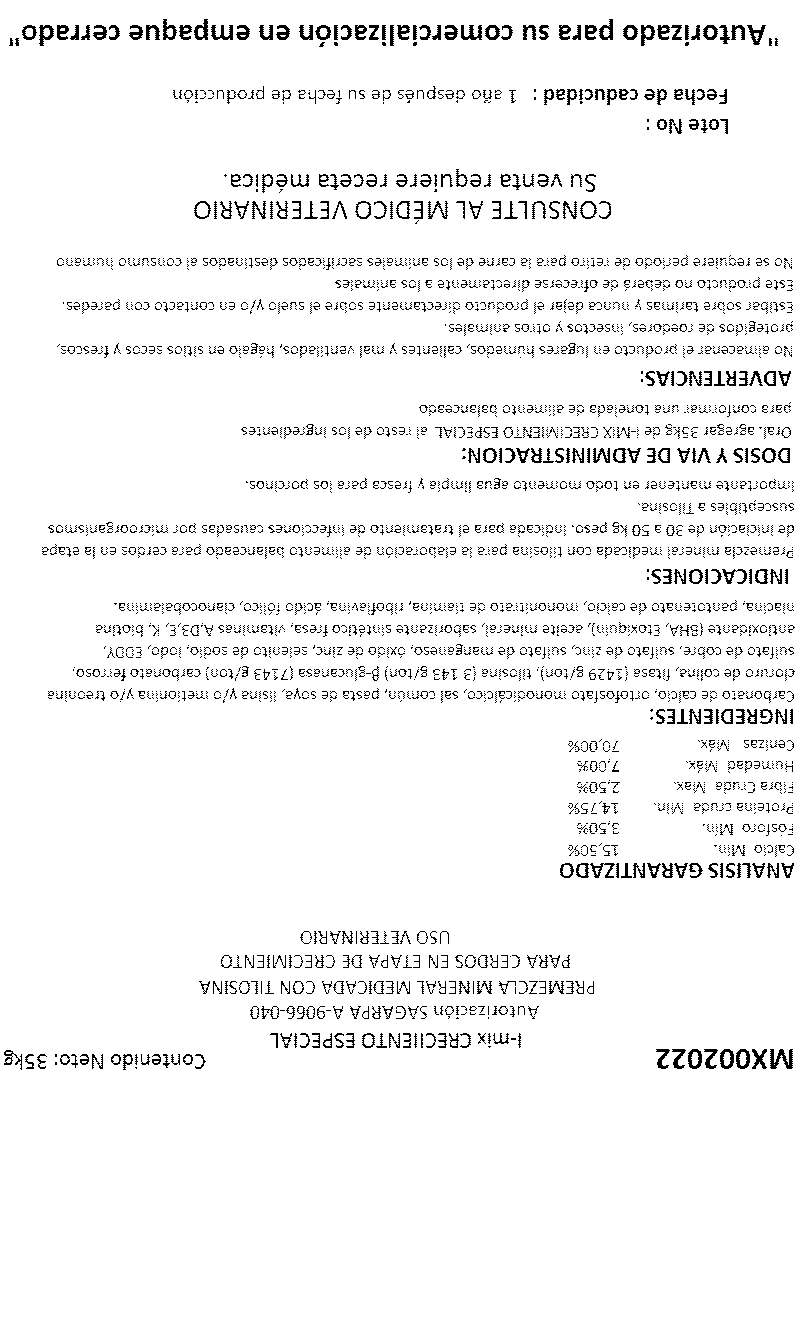 MX002022
Contenido Neto: 35kg
I-mix CRECIIENTO ESPECIAL
Autorización SAGARPA A-9066-040
PREMEZCLA MINERAL MEDICADA CON TILOSINA
PARA CERDOS EN ETAPA DE CRECIMIENTO
USO VETERINARIO
ANALISIS GARANTIZADO
Calcio Mín. 15,50%
Fósforo Mín. 3,50%
Proteína cruda Mín. 14,75%
Fibra Cruda Max. 2,50%
Humedad Máx. 7,00%
Cenizas Máx. 70,00%
INGREDIENTES:
Carbonato de calcio, ortofosfato monodicálcico, sal común, pasta de soya, lisina y/o metionina y/o treonina
cloruro de colina, fitasa (1429 g/ton), tilosina (3 143 g/ton) β-glucanasa (7143 g/ton) carbonato ferroso,
sulfato de cobre, sulfato de zinc, sulfato de manganeso, óxido de zinc, selenito de sodio, Iodo, EDDY,
antioxidante (BHA, Etoxiquin), aceite mineral, saborizante sintético fresa, vitaminas A,D3,E, K, biotina
niacina, pantotenato de calcio, mononitrato de tiamina, riboflavina, ácido fólico, cianocobalamina.
INDICACIONES:
Premezcla mineral medicada con tilosina para la elaboración de alimento balanceado para cerdos en la etapa
de iniciación de 30 a 50 kg peso. Indicada para el tratamiento de infecciones causadas por microorganismos
susceptibles a Tilosina.
Importante mantener en todo momento agua limpia y fresca para los porcinos.
DOSIS Y VIA DE ADMINISTRACION:
Oral. agregar 35kg de I-MIX CRECIMIENTO ESPECIAL al resto de los ingredientes
para conformar una tonelada de alimento balanceado
ADVERTENCIAS:
No almacenar el producto en lugares húmedos, calientes y mal ventilados, hágalo en sitios secos y frescos,
protegidos de roedores, insectos y otros animales.
Estibar sobre tarimas y nunca dejar el producto directamente sobre el suelo y/o en contacto con paredes.
Este producto no deberá de ofrecerse directamente a los animales
No se requiere período de retiro para la carne de los animales sacrificados destinados al consumo humano
CONSULTE AL MÉDICO VETERINARIO
Su venta requiere receta médica.
Lote No :
Fecha de caducidad : 1 año después de su fecha de producción
"Autorizado para su comercialización en empaque cerrado"